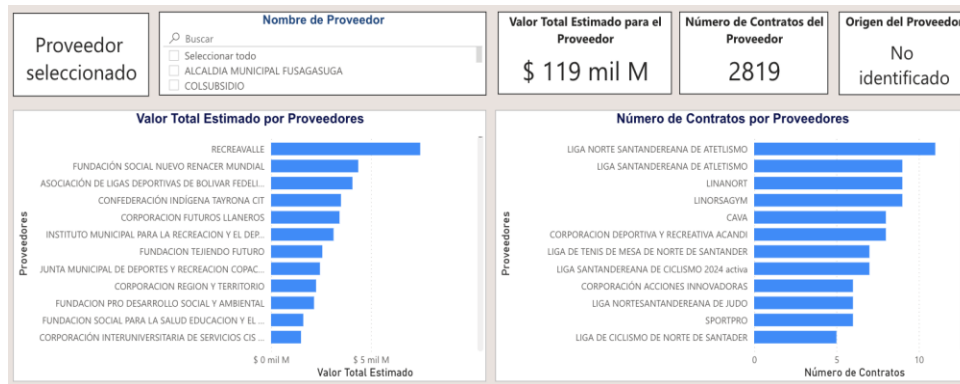 Proveedor
seleccionado
Nombre de Proveedor
Buscar
Seleccionar todo
ALCALDIA MUNICIPAL FUSAGASUGA
COLSUBSIDIO
Valor Total Estimado para el
Proveedor
$ 119 mil M
Número de Contratos del
Proveedor
2819
Origen del Proveedor
No
identificado
Valor Total Estimado por Proveedores
Proveedores
RECREAVALLE
FUNDACIÓN SOCIAL NUEVO RENACER MUNDIAL
ASOCIACIÓN DE LIGAS DEPORTIVAS DE BOLIVAR FEDELI...
CONFEDERACIÓN INDÍGENA TAYRONA CIT
CORPORACION FUTUROS LLANEROS
INSTITUTO MUNICIPAL PARA LA RECREACION Y EL DEP...
FUNDACION TEJIENDO FUTURO
JUNTA MUNICIPAL DE DEPORTES Y RECREACION COPAC...
CORPORACION REGION Y TERRITORIO
FUNDACION PRO DESARROLLO SOCIAL Y AMBIENTAL
FUNDACION SOCIAL PARA LA SALUD EDUCACION Y EL ...
CORPORACIÓN INTERUNIVERSITARIA DE SERVICIOS CIS ...
$ 0 mil M $ 5 mil M
Valor Total Estimado
Número de Contratos por Proveedores
Proveedores
LIGA NORTE SANTANDEREANA DE ATETLISMO
LIGA SANTANDEREANA DE ATLETISMO
LINANORT
LINORSAGYM
CAVA
CORPORACION DEPORTIVA Y RECREATIVA ACANDI
LIGA DE TENIS DE MESA DE NORTE DE SANTANDER
LIGA SANTANDEREANA DE CICLISMO 2024 activa
CORPORACIÓN ACCIONES INNOVADORAS
LIGA NORTESANTANDEREANA DE JUDO
SPORTPRO
LIGA DE CICLISMO DE NORTE DE SANTADER
0 5 10
Número de Contratos